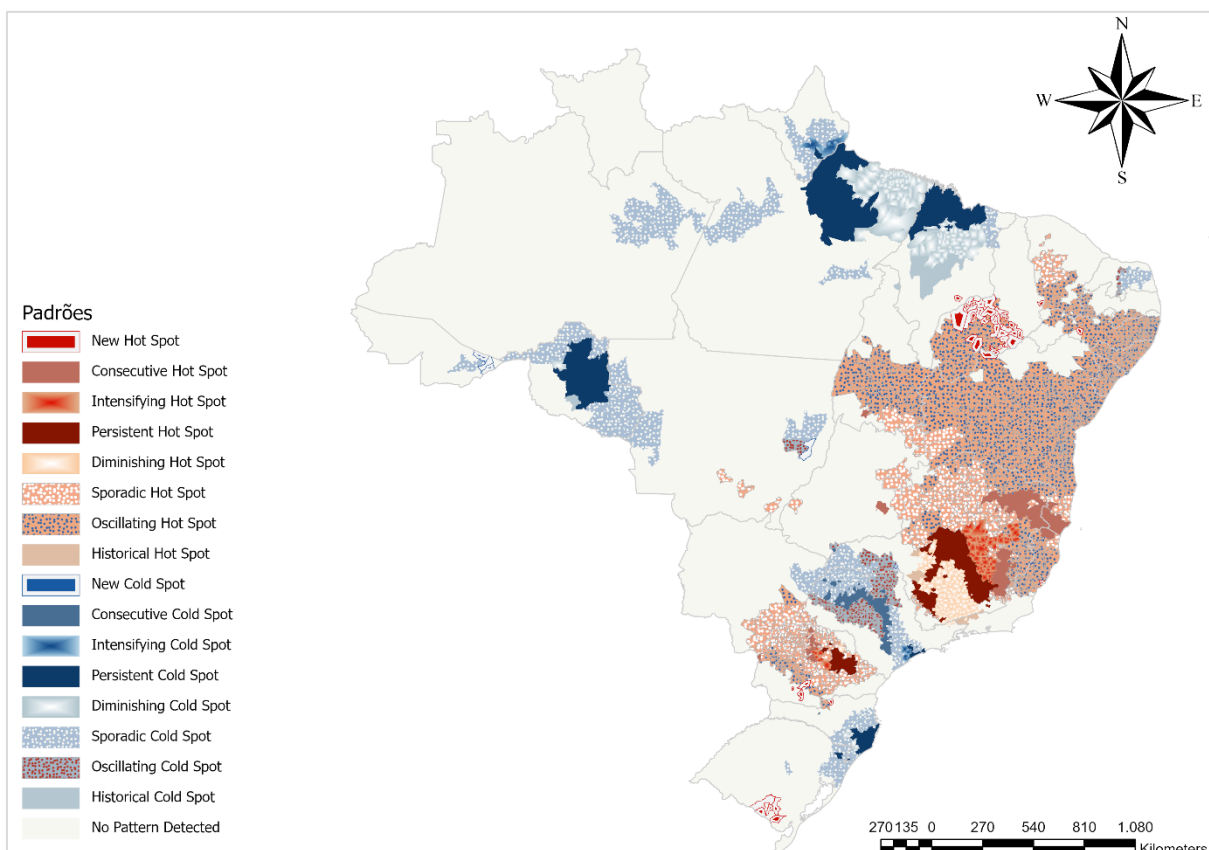 N
W E
S
Padrões
New Hot Spot
Consecutive Hot Spot
Intensifying Hot Spot
Persistent Hot Spot
Diminishing Hot Spot
Sporadic Hot Spot
Oscillating Hot Spot
Historical Hot Spot
New Cold Spot
Consecutive Cold Spot
Intensifying Cold Spot
Persistent Cold Spot
Diminishing Cold Spot
Sporadic Cold Spot
Oscillating Cold Spot
Historical Cold Spot
No Pattern Detected
270 135 0 270 540 810 1.080
Kilometers